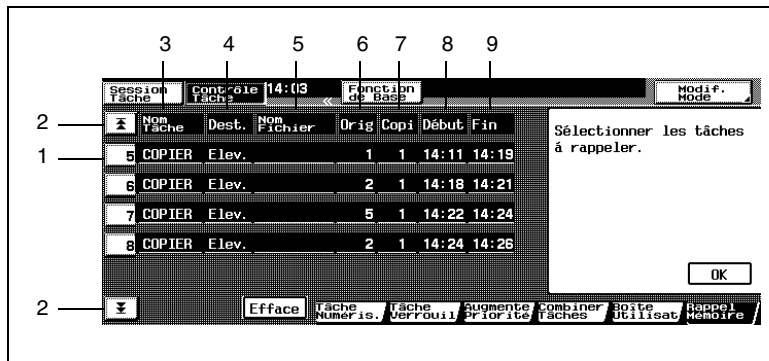 3 4 5 6 7 8 9
Session Tâche
Contrôle Tâche
14:03
«
Fonction de Base
Modif. Mode
2
Nom Tâche Dest. Nom Fichier Orig Copi Début Fin
Sélectionner les tâches
á rappeler.
1
5 COPIER Elev. 1 1 14:11 14:19
6 COPIER Elev. 2 1 14:18 14:21
7 COPIER Elev. 5 1 14:22 14:24
8 COPIER Elev. 2 1 14:24 14:26
OK
2
Efface
Tâche Numéris.
Tâche Verrouil
Augmente Priorité
Combiner Tâches
Boîte Utilisat
Rappel Mémoire